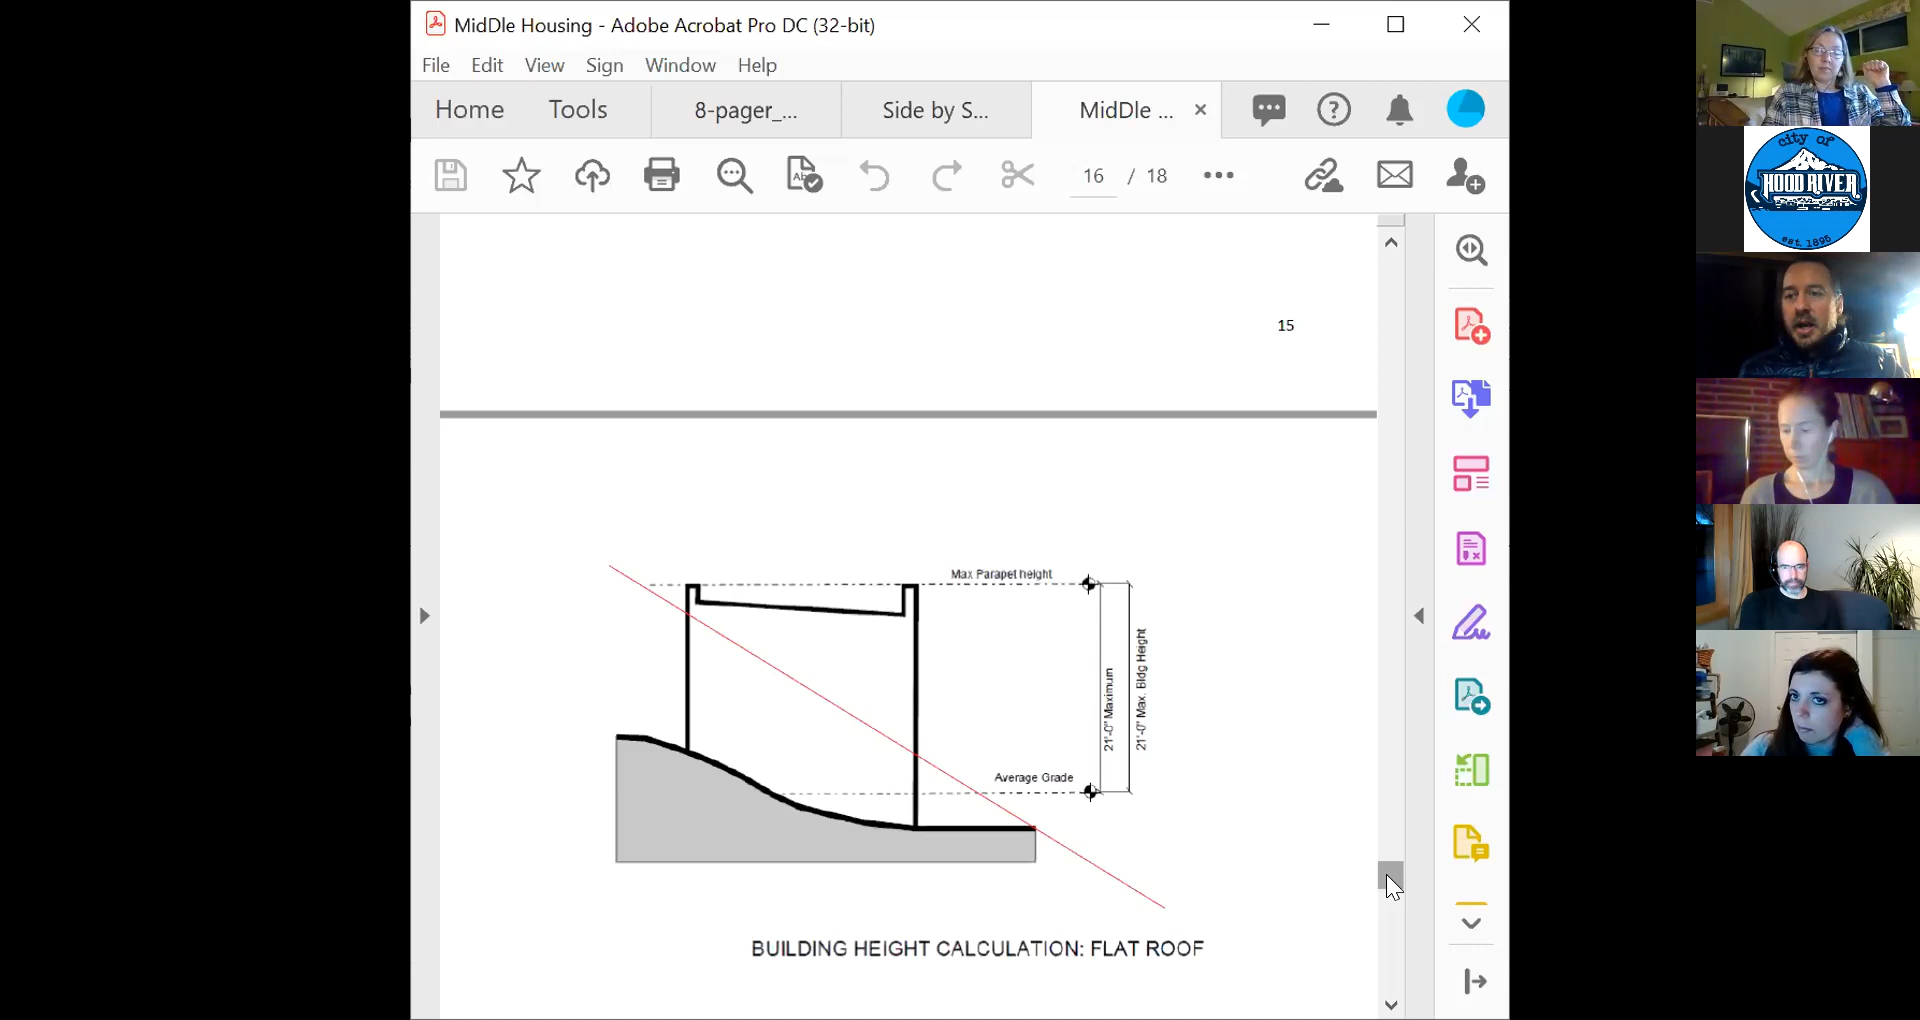 MidDle Housing - Adobe Acrobat Pro DC (32-bit)
File Edit View Sign Window Help
Home Tools 8-pager_... Side by S... MidDle ...
16 / 18
15
Max Parapet height
21'-0" Maximum
21'-0" Max. Bldg Height
Average Grade
BUILDING HEIGHT CALCULATION: FLAT ROOF
city of
HOOD RIVER
est. 1895